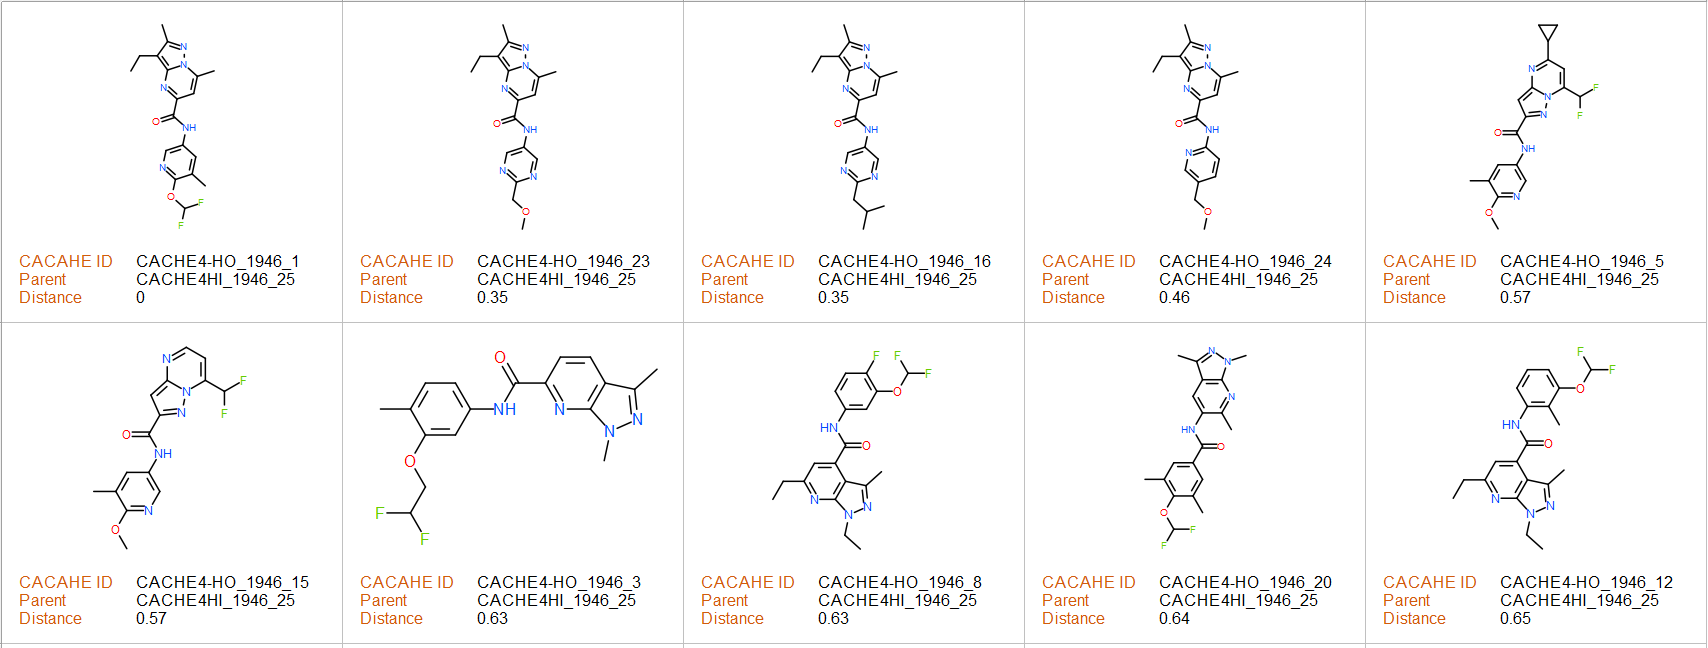 CACAHE ID CACHE4-HO_1946_1
Parent CACHE4HI_1946_25
Distance 0
CACAHE ID CACHE4-HO_1946_23
Parent CACHE4HI_1946_25
Distance 0.35
CACAHE ID CACHE4-HO_1946_16
Parent CACHE4HI_1946_25
Distance 0.35
CACAHE ID CACHE4-HO_1946_24
Parent CACHE4HI_1946_25
Distance 0.46
CACAHE ID CACHE4-HO_1946_5
Parent CACHE4HI_1946_25
Distance 0.57
CACAHE ID CACHE4-HO_1946_15
Parent CACHE4HI_1946_25
Distance 0.57
CACAHE ID CACHE4-HO_1946_3
Parent CACHE4HI_1946_25
Distance 0.63
CACAHE ID CACHE4-HO_1946_8
Parent CACHE4HI_1946_25
Distance 0.63
CACAHE ID CACHE4-HO_1946_20
Parent CACHE4HI_1946_25
Distance 0.64
CACAHE ID CACHE4-HO_1946_12
Parent CACHE4HI_1946_25
Distance 0.65